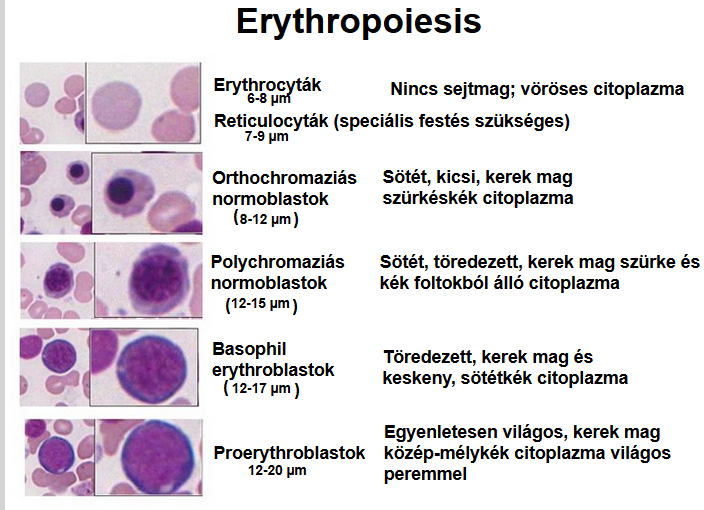 Erythropoiesis
Erythrocyták
6-8 µm
Nincs sejtmag; vöröses citoplazma
Reticulocyták (speciális festés szükséges)
7-9 µm
Orthochromaziás
normoblastok
(8-12 µm)
Sötét, kicsi, kerek mag
szürkéskék citoplazma
Polychromaziás
normoblastok
(12-15 µm)
Sötét, töredezett, kerek mag szürke és
kék foltokból álló citoplazma
Basophil
erythroblastok
(12-17 µm)
Töredezett, kerek mag és
keskeny, sötétkék citoplazma
Proerythroblastok
12-20 µm
Egyenletesen világos, kerek mag
közép-mélykék citoplazma világos
peremmel